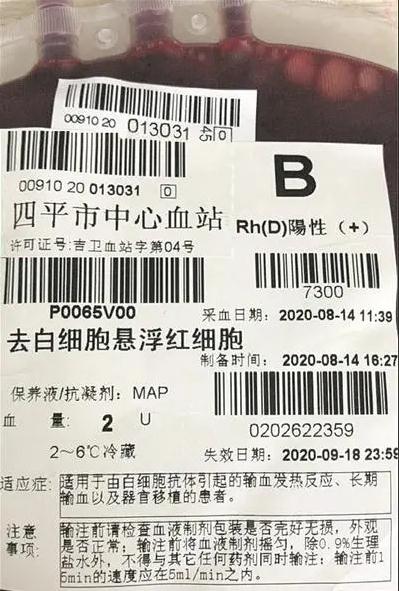 00910 20 013031 45 0
00910 20 013031 0
B
四平市中心血站
Rh(D)陽性（+）
许可证号:吉卫血站字第04号
7300
P0065V00
采血日期: 2020-08-14 11:39
去白细胞悬浮红细胞
制备时间: 2020-08-14 16:27
保养液/抗凝剂: MAP
血 量: 2 U
0202622359
2～6℃冷藏
失效日期: 2020-09-18 23:59
适应症: 适用于由白细胞抗体引起的输血发热反应、长期
输血以及器官移植的患者。
注意事项: 输注前请检查血液制剂包装是否完好无损，外观
是否正常；输注前将血液制剂摇匀，除0.9%生理
盐水外，不得与其它任何药剂同时输注；输注前1
5min的速度应在5ml/min之内。